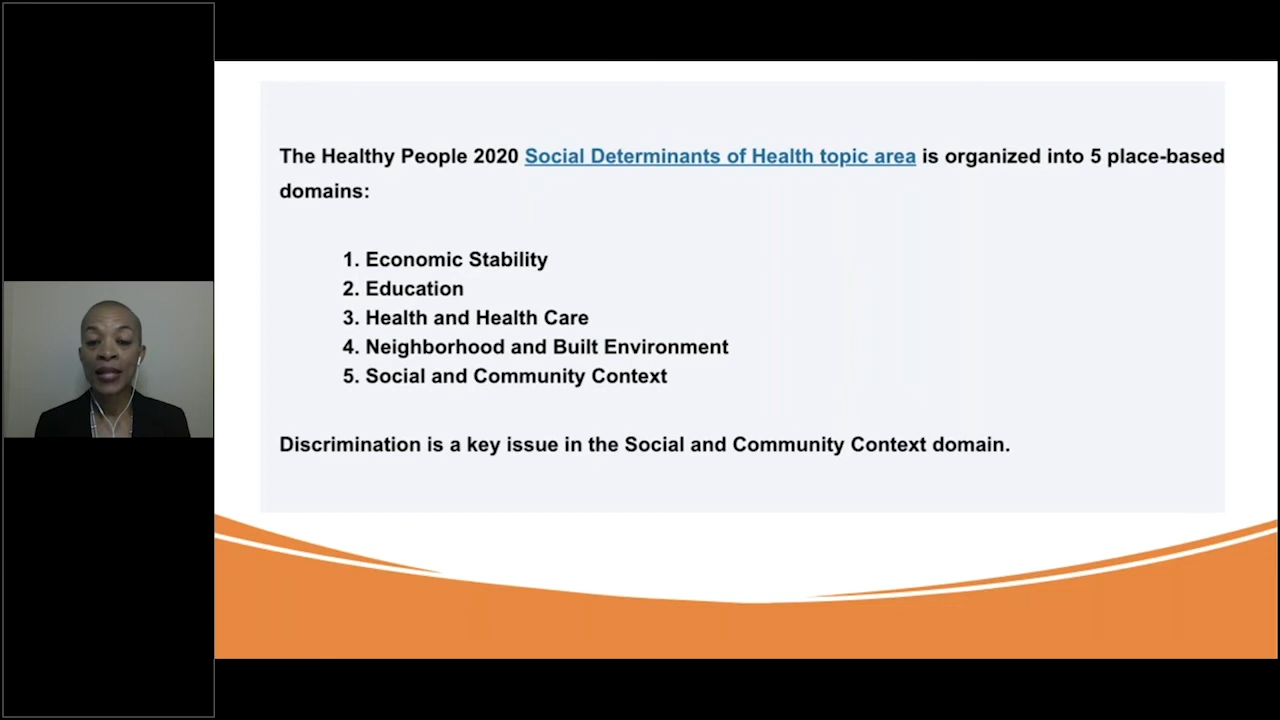 The Healthy People 2020 Social Determinants of Health topic area is organized into 5 place-based
domains:
1. Economic Stability
2. Education
3. Health and Health Care
4. Neighborhood and Built Environment
5. Social and Community Context
Discrimination is a key issue in the Social and Community Context domain.